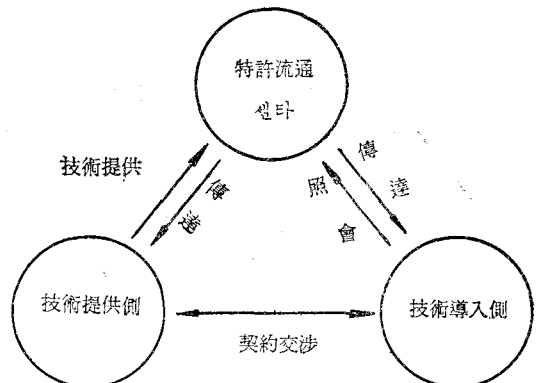 特許流通
센타
技術提供
傳達
照會
傳達
技術提供側
技術導入側
契約交渉